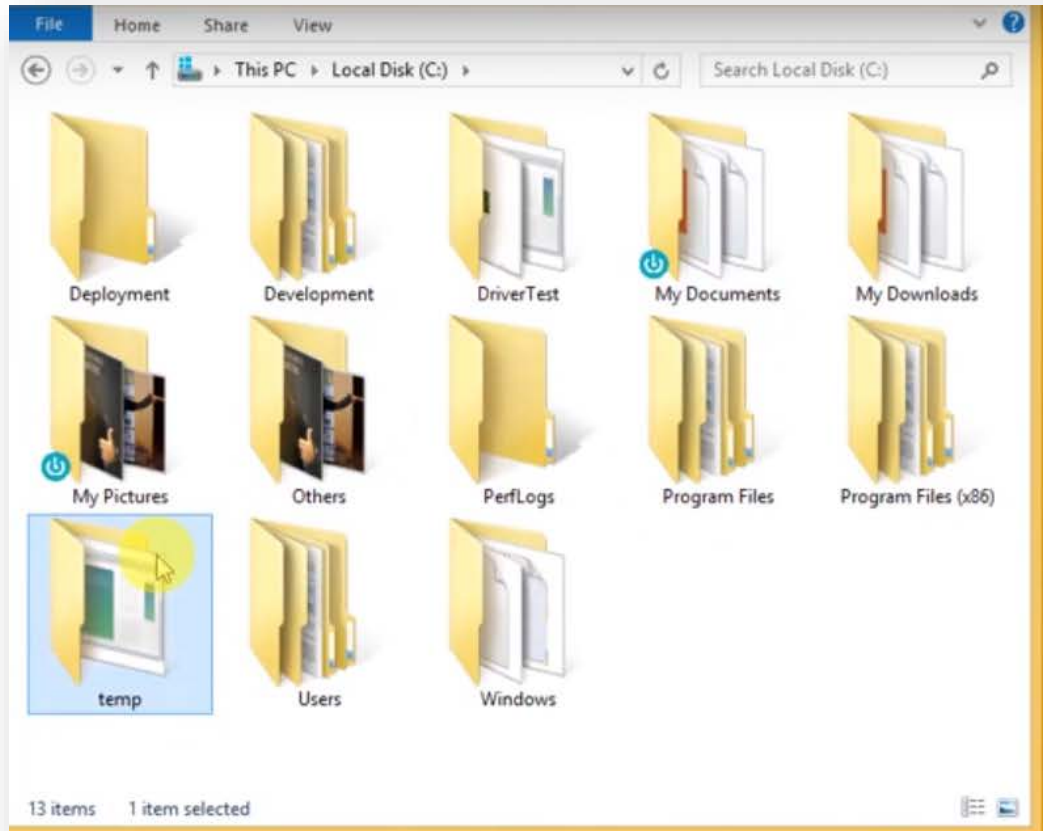 File Home Share View
This PC Local Disk (C:) Search Local Disk (C:)
Deployment Development DriverTest My Documents My Downloads
My Pictures Others PerfLogs Program Files Program Files (x86)
temp Users Windows
13 items 1 item selected